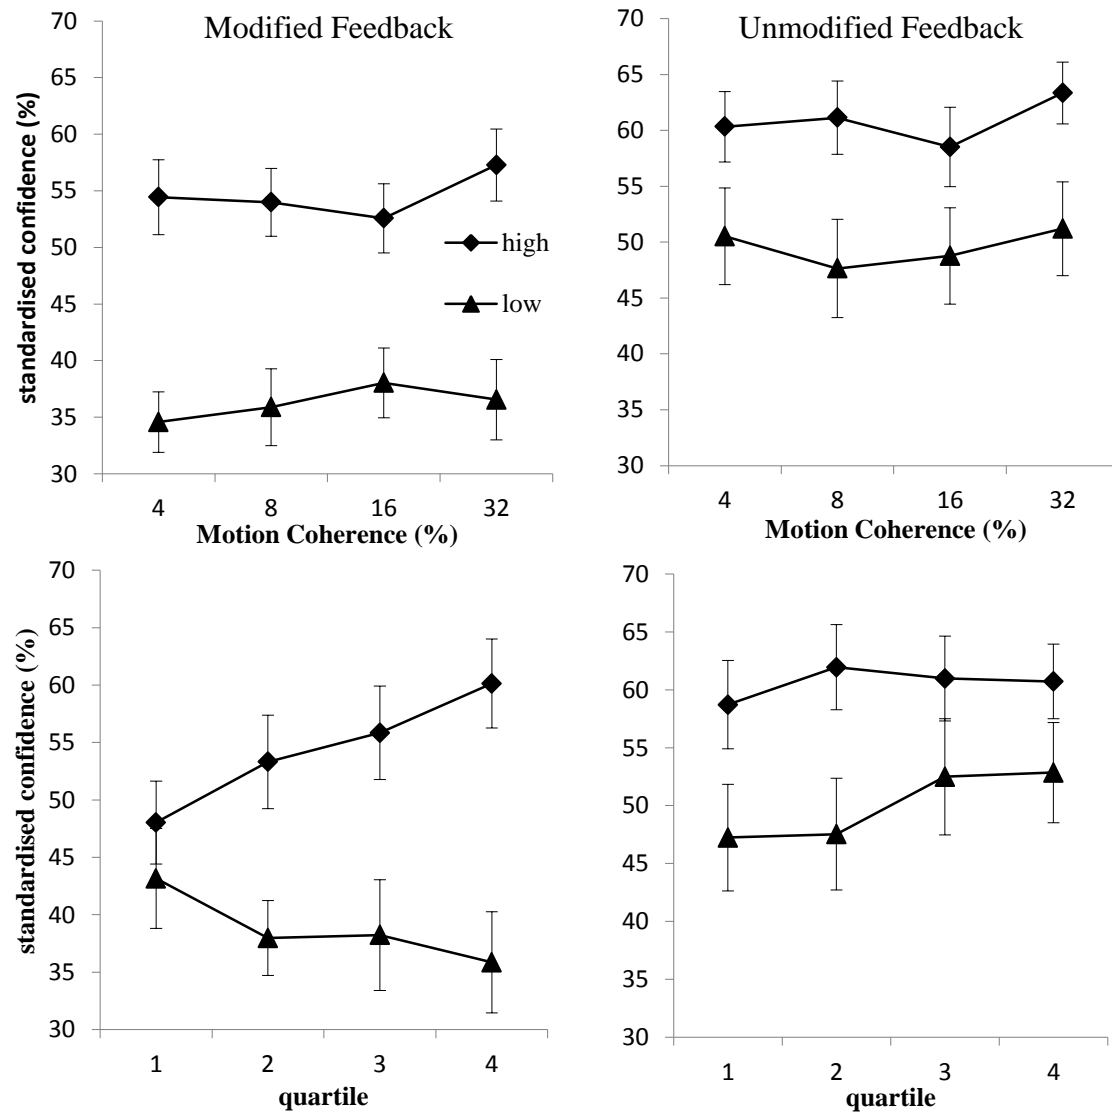 Modified Feedback
standardised confidence (%)
70
65
60
55
50
45
40
35
30
high
low
4 8 16 32
Motion Coherence (%)
Unmodified Feedback
70
65
60
55
50
45
40
35
30
4 8 16 32
Motion Coherence (%)
standardised confidence (%)
70
65
60
55
50
45
40
35
30
1 2 3 4
quartile
70
65
60
55
50
45
40
35
30
1 2 3 4
quartile